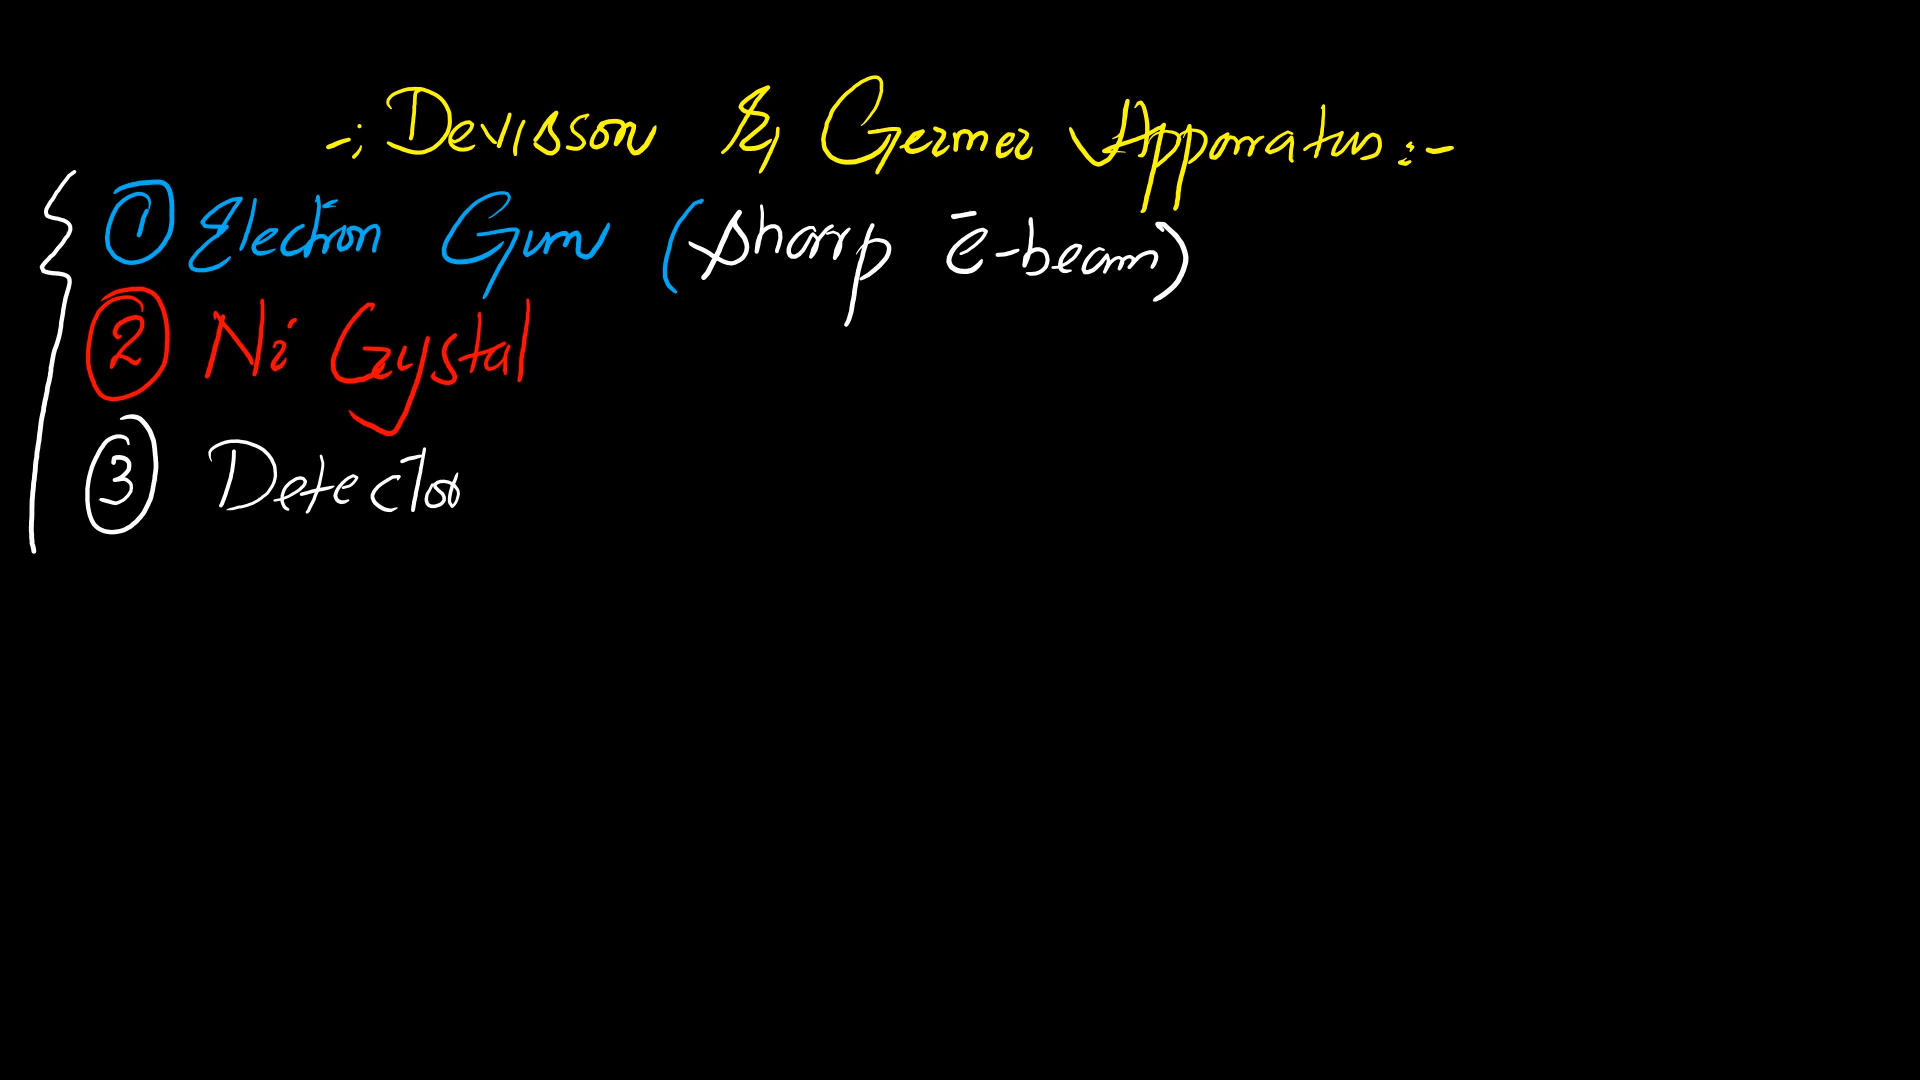 -: Devisson & Germer Apparatus :-
① Electron Gun (sharp e̅-beam)
② Ni Crystal
③ Detector